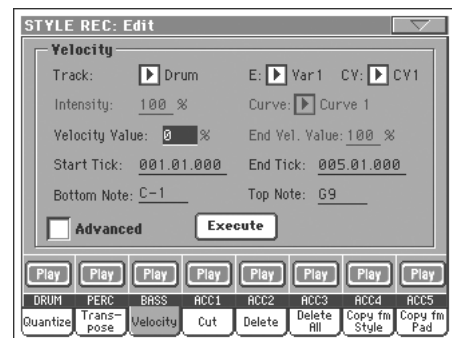 STYLE REC: Edit
Velocity
Track: Drum E: Var1 CV: CV1
Intensity: 100 % Curve: Curve 1
Velocity Value: 0 % End Vel. Value: 100 %
Start Tick: 001.01.000 End Tick: 005.01.000
Bottom Note: C-1 Top Note: G9
Advanced Execute
Play Play Play Play Play Play Play Play
DRUM PERC BASS ACC1 ACC2 ACC3 ACC4 ACC5
Quantize Trans-pose Velocity Cut Delete Delete All Copy fm Style Copy fm Pad